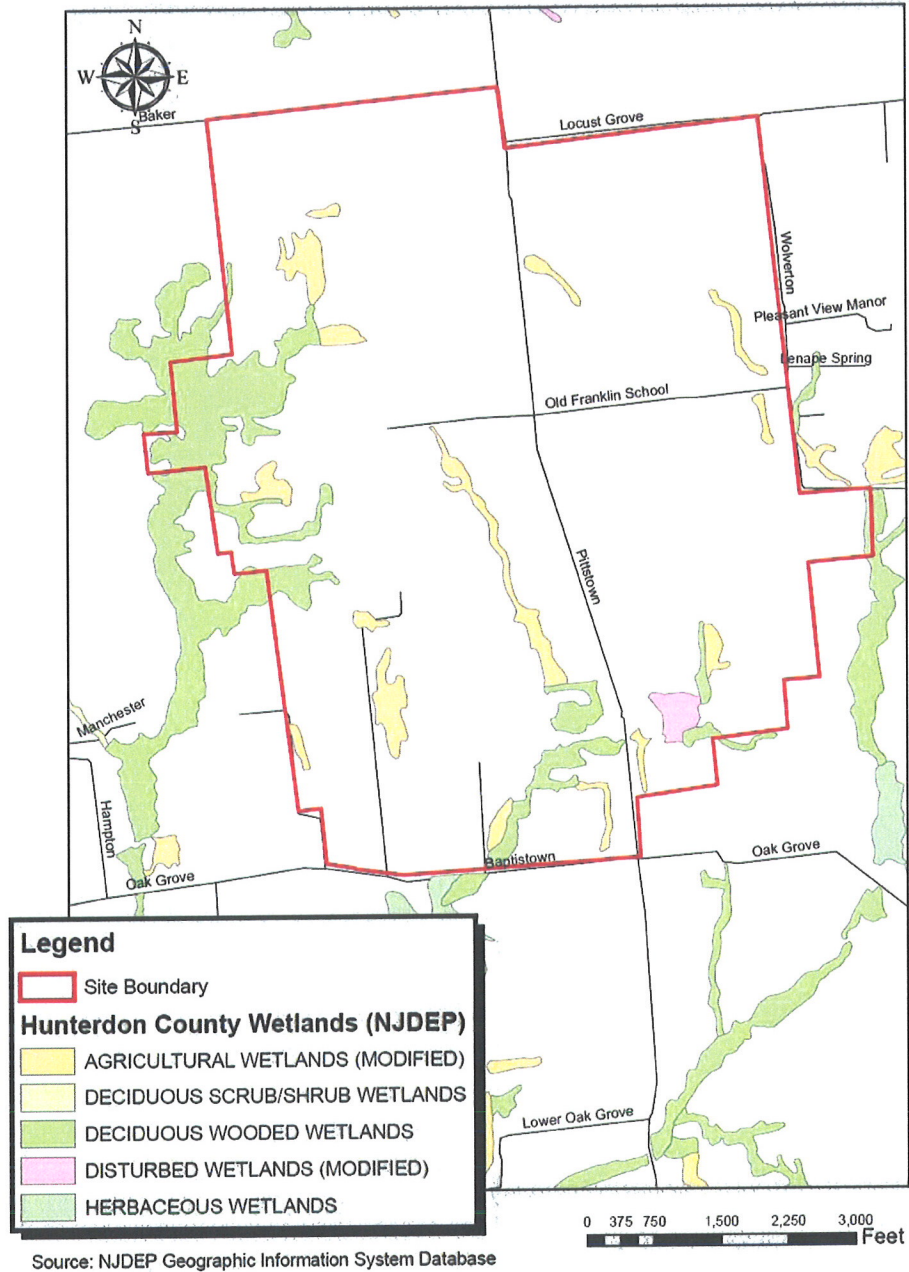 N
W E
S
Baker
Locust Grove
Wolverton
Pleasant View Manor
Lenape Spring
Old Franklin School
Pittstown
Manchester
Hampton
Oak Grove
Baptistown
Oak Grove
Lower Oak Grove
Legend
Site Boundary
Hunterdon County Wetlands (NJDEP)
AGRICULTURAL WETLANDS (MODIFIED)
DECIDUOUS SCRUB/SHRUB WETLANDS
DECIDUOUS WOODED WETLANDS
DISTURBED WETLANDS (MODIFIED)
HERBACEOUS WETLANDS
0 375 750 1,500 2,250 3,000
Feet
Source: NJDEP Geographic Information System Database